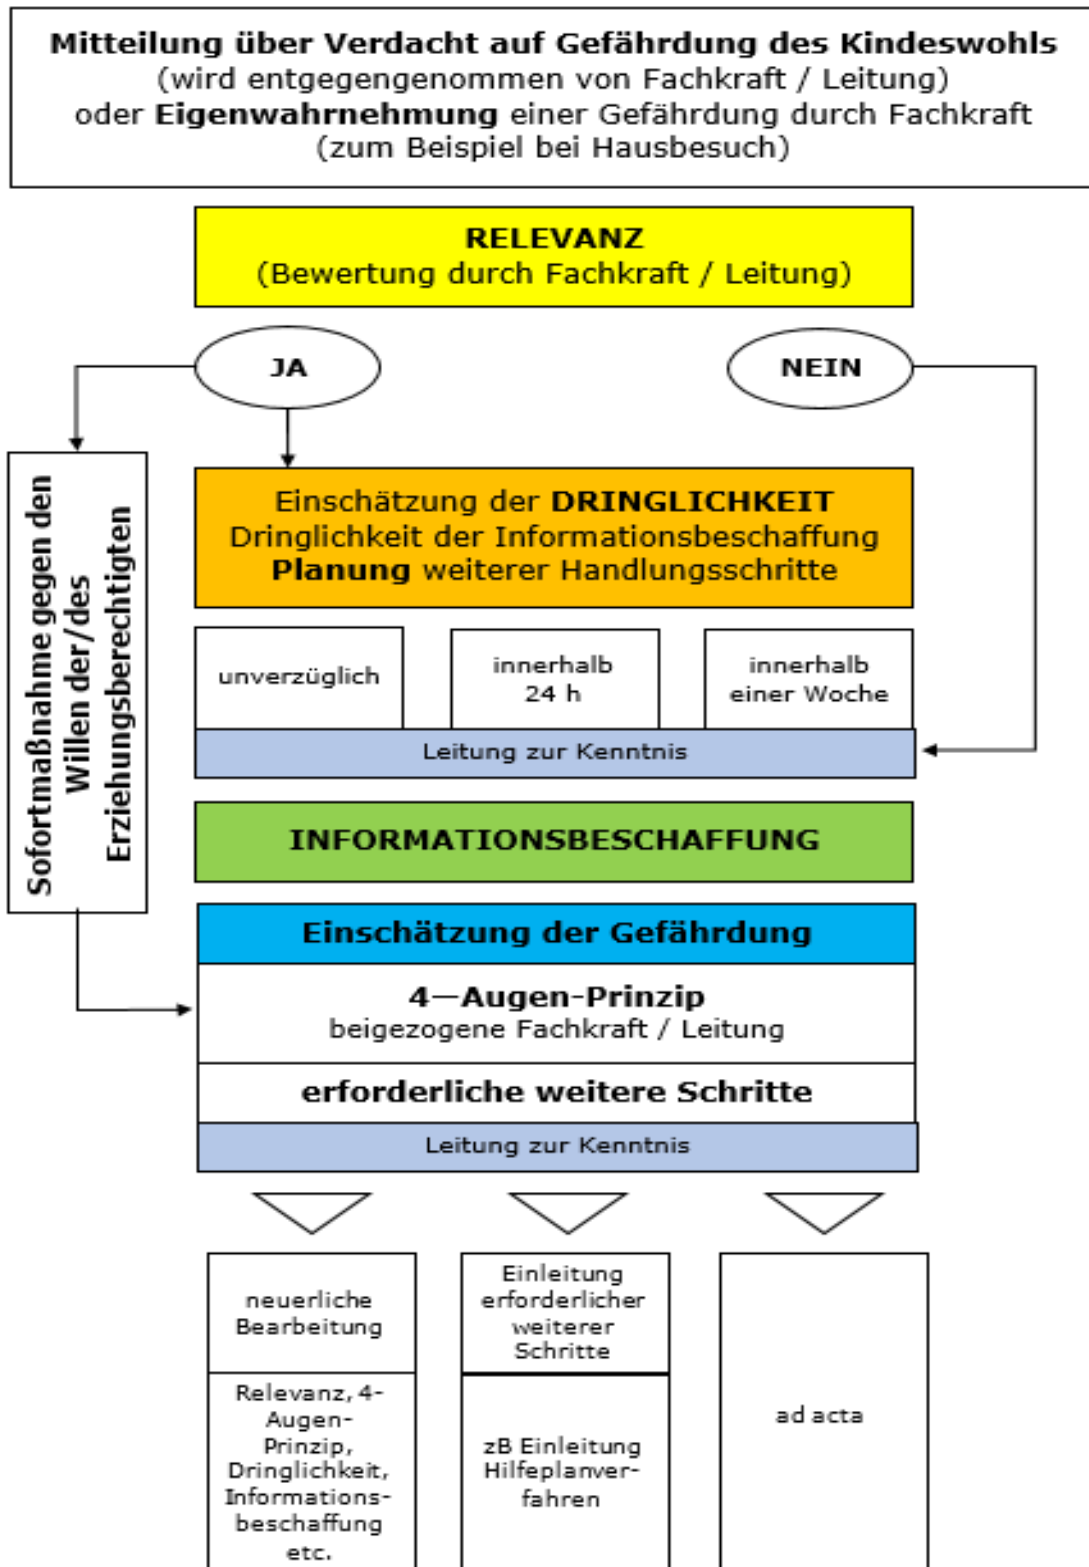 Mitteilung über Verdacht auf Gefährdung des Kindeswohls
(wird entgegengenommen von Fachkraft / Leitung)
oder Eigenwahrnehmung einer Gefährdung durch Fachkraft
(zum Beispiel bei Hausbesuch)
RELEVANZ
(Bewertung durch Fachkraft / Leitung)
JA
NEIN
Sofortmaßnahme gegen den
Willen der/des
Erziehungsberechtigten
Einschätzung der DRINGLICHKEIT
Dringlichkeit der Informationsbeschaffung
Planung weiterer Handlungsschritte
unverzüglich
innerhalb
24 h
innerhalb
einer Woche
Leitung zur Kenntnis
INFORMATIONSBESCHAFFUNG
Einschätzung der Gefährdung
4—Augen-Prinzip
beigezogene Fachkraft / Leitung
erforderliche weitere Schritte
Leitung zur Kenntnis
neuerliche
Bearbeitung
Relevanz, 4-
Augen-
Prinzip,
Dringlichkeit,
Informations-
beschaffung
etc.
Einleitung
erforderlicher
weiterer
Schritte
zB Einleitung
Hilfeplanver-
fahren
ad acta